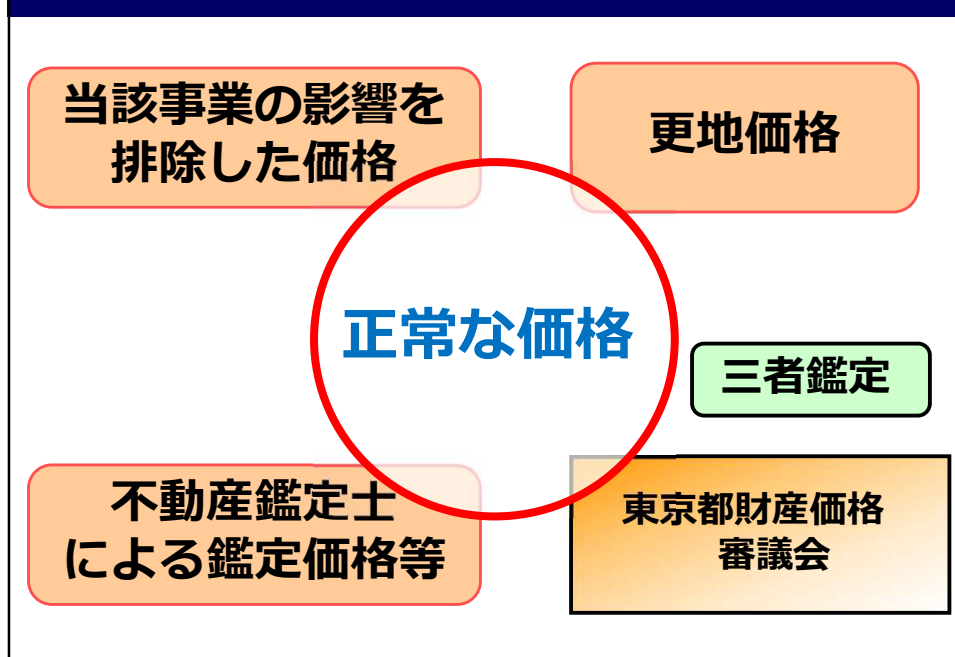 当該事業の影響を
排除した価格
更地価格
正常な価格
三者鑑定
不動産鑑定士
による鑑定価格等
東京都財産価格
審議会